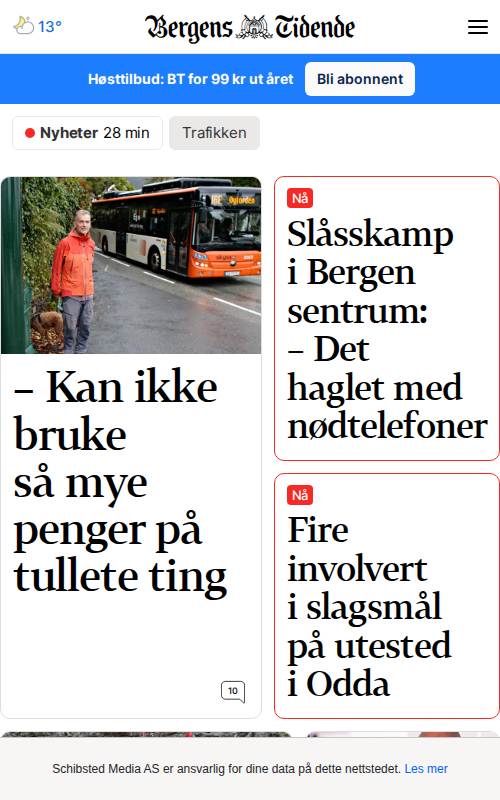 13°
Bergens Tidende
Høsttilbud: BT for 99 kr ut året
Bli abonnent
Nyheter 28 min
Trafikken
– Kan ikke
bruke
så mye
penger på
tullete ting
10
Nå
Slåsskamp
i Bergen
sentrum:
– Det
haglet med
nødtelefoner
Nå
Fire
involvert
i slagsmål
på utested
i Odda
Schibsted Media AS er ansvarlig for dine data på dette nettstedet. Les mer